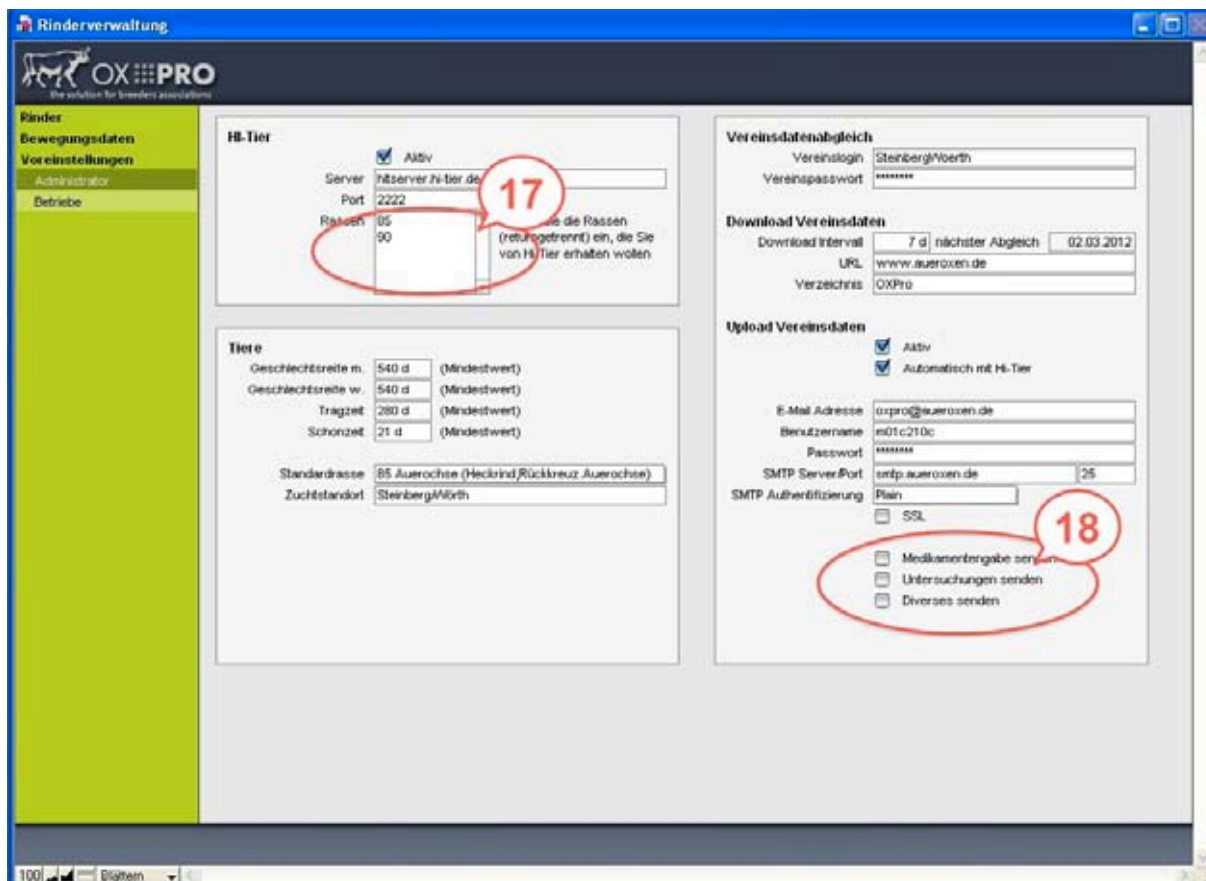 Rinderverwaltung
OX PRO
the solution for breeders associations
Rinder
Bewegungsdaten
Voreinstellungen
Administrator
Betriebe
HI-Tier
Aktiv
Server hitserver.hi-tier.de
Port 2222
Rassen 85
90
die Rassen
(returngetrennt) ein, die Sie
von Hi-Tier erhalten wollen
17
Tiere
Geschlechtsreife m. 540 d (Mindestwert)
Geschlechtsreife w. 540 d (Mindestwert)
Tragzeit 280 d (Mindestwert)
Schonzeit 21 d (Mindestwert)
Standardrasse 85 Auerochse (Heckrind,Rückkreuz.Auerochse)
Zuchtstandort Steinberg/Wörth
Vereinsdatenabgleich
Vereinslogin SteinbergWoerth
Vereinspasswort ********
Download Vereinsdaten
Download Intervall 7 d nächster Abgleich 02.03.2012
URL www.aueroxen.de
Verzeichnis OXPro
Upload Vereinsdaten
Aktiv
Automatisch mit Hi-Tier
E-Mail Adresse oxpro@aueroxen.de
Benutzername m01c210c
Passwort ********
SMTP Server/Port smtp.aueroxen.de 25
SMTP Authentifizierung Plain
SSL
18
Medikamentengabe senden
Untersuchungen senden
Diverses senden
100 Blättern